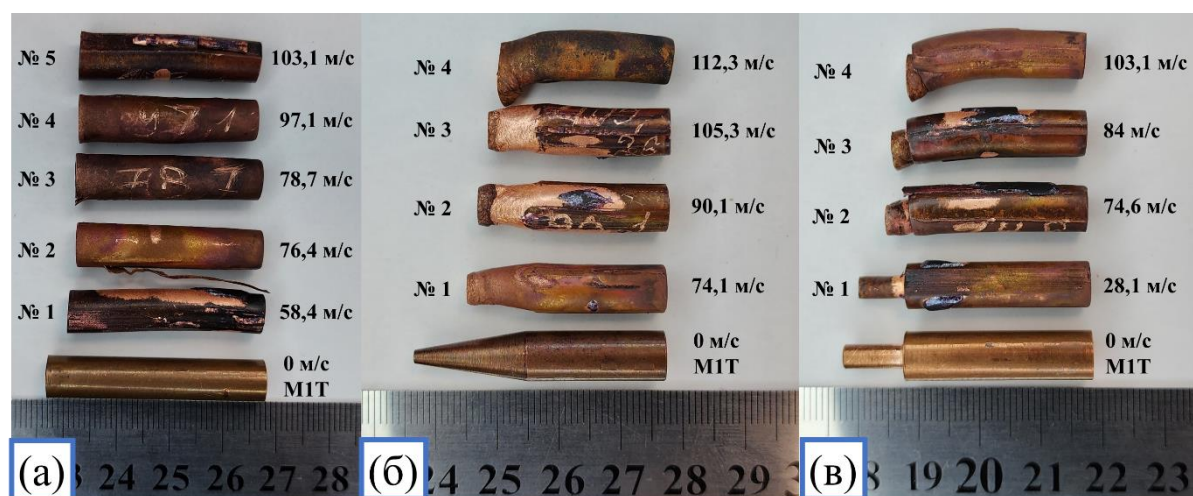 № 5 103,1 м/с
№ 4 97,1 м/с
№ 3 78,7 м/с
№ 2 76,4 м/с
№ 1 58,4 м/с
0 м/с
М1Т
24 25 26 27 28
(а)
№ 4 112,3 м/с
№ 3 105,3 м/с
№ 2 90,1 м/с
№ 1 74,1 м/с
0 м/с
М1Т
24 25 26 27 28 29
(б)
№ 4 103,1 м/с
№ 3 84 м/с
№ 2 74,6 м/с
№ 1 28,1 м/с
0 м/с
М1Т
8 19 20 21 22 23
(в)